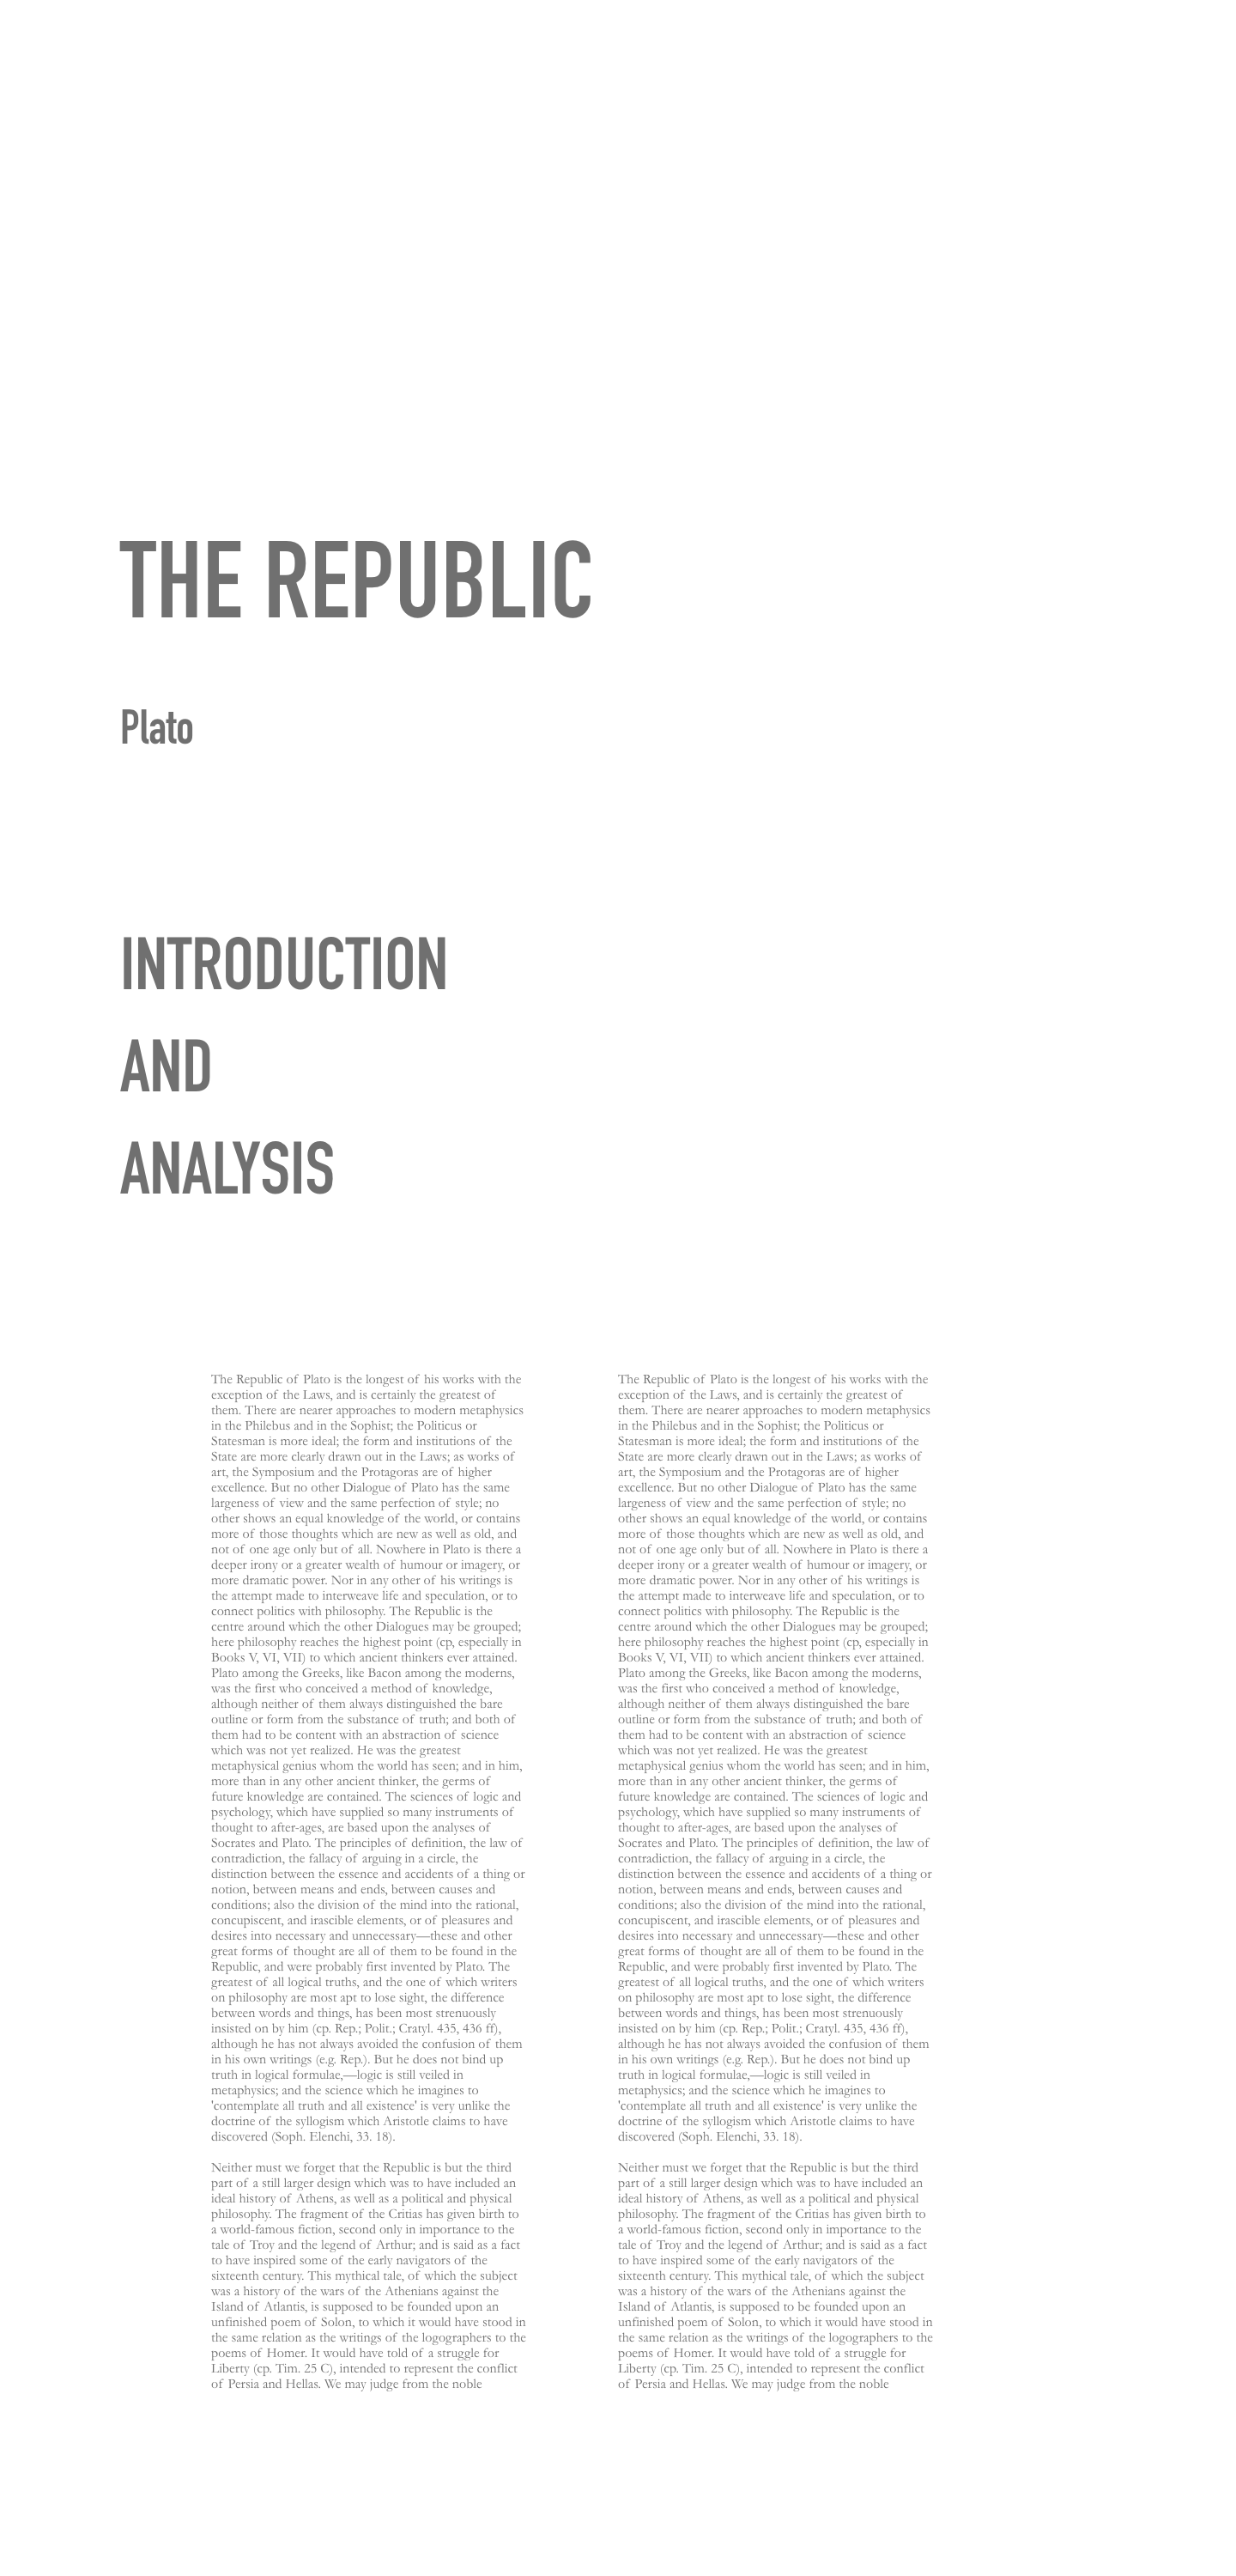 THE REPUBLIC
Plato
INTRODUCTION
AND
ANALYSIS
The Republic of Plato is the longest of his works with the
exception of the Laws, and is certainly the greatest of
them. There are nearer approaches to modern metaphysics
in the Philebus and in the Sophist; the Politicus or
Statesman is more ideal; the form and institutions of the
State are more clearly drawn out in the Laws; as works of
art, the Symposium and the Protagoras are of higher
excellence. But no other Dialogue of Plato has the same
largeness of view and the same perfection of style; no
other shows an equal knowledge of the world, or contains
more of those thoughts which are new as well as old, and
not of one age only but of all. Nowhere in Plato is there a
deeper irony or a greater wealth of humour or imagery, or
more dramatic power. Nor in any other of his writings is
the attempt made to interweave life and speculation, or to
connect politics with philosophy. The Republic is the
centre around which the other Dialogues may be grouped;
here philosophy reaches the highest point (cp, especially in
Books V, VI, VII) to which ancient thinkers ever attained.
Plato among the Greeks, like Bacon among the moderns,
was the first who conceived a method of knowledge,
although neither of them always distinguished the bare
outline or form from the substance of truth; and both of
them had to be content with an abstraction of science
which was not yet realized. He was the greatest
metaphysical genius whom the world has seen; and in him,
more than in any other ancient thinker, the germs of
future knowledge are contained. The sciences of logic and
psychology, which have supplied so many instruments of
thought to after-ages, are based upon the analyses of
Socrates and Plato. The principles of definition, the law of
contradiction, the fallacy of arguing in a circle, the
distinction between the essence and accidents of a thing or
notion, between means and ends, between causes and
conditions; also the division of the mind into the rational,
concupiscent, and irascible elements, or of pleasures and
desires into necessary and unnecessary—these and other
great forms of thought are all of them to be found in the
Republic, and were probably first invented by Plato. The
greatest of all logical truths, and the one of which writers
on philosophy are most apt to lose sight, the difference
between words and things, has been most strenuously
insisted on by him (cp. Rep.; Polit.; Cratyl. 435, 436 ff),
although he has not always avoided the confusion of them
in his own writings (e.g. Rep.). But he does not bind up
truth in logical formulae,—logic is still veiled in
metaphysics; and the science which he imagines to
'contemplate all truth and all existence' is very unlike the
doctrine of the syllogism which Aristotle claims to have
discovered (Soph. Elenchi, 33. 18).
Neither must we forget that the Republic is but the third
part of a still larger design which was to have included an
ideal history of Athens, as well as a political and physical
philosophy. The fragment of the Critias has given birth to
a world-famous fiction, second only in importance to the
tale of Troy and the legend of Arthur; and is said as a fact
to have inspired some of the early navigators of the
sixteenth century. This mythical tale, of which the subject
was a history of the wars of the Athenians against the
Island of Atlantis, is supposed to be founded upon an
unfinished poem of Solon, to which it would have stood in
the same relation as the writings of the logographers to the
poems of Homer. It would have told of a struggle for
Liberty (cp. Tim. 25 C), intended to represent the conflict
of Persia and Hellas. We may judge from the noble
The Republic of Plato is the longest of his works with the
exception of the Laws, and is certainly the greatest of
them. There are nearer approaches to modern metaphysics
in the Philebus and in the Sophist; the Politicus or
Statesman is more ideal; the form and institutions of the
State are more clearly drawn out in the Laws; as works of
art, the Symposium and the Protagoras are of higher
excellence. But no other Dialogue of Plato has the same
largeness of view and the same perfection of style; no
other shows an equal knowledge of the world, or contains
more of those thoughts which are new as well as old, and
not of one age only but of all. Nowhere in Plato is there a
deeper irony or a greater wealth of humour or imagery, or
more dramatic power. Nor in any other of his writings is
the attempt made to interweave life and speculation, or to
connect politics with philosophy. The Republic is the
centre around which the other Dialogues may be grouped;
here philosophy reaches the highest point (cp, especially in
Books V, VI, VII) to which ancient thinkers ever attained.
Plato among the Greeks, like Bacon among the moderns,
was the first who conceived a method of knowledge,
although neither of them always distinguished the bare
outline or form from the substance of truth; and both of
them had to be content with an abstraction of science
which was not yet realized. He was the greatest
metaphysical genius whom the world has seen; and in him,
more than in any other ancient thinker, the germs of
future knowledge are contained. The sciences of logic and
psychology, which have supplied so many instruments of
thought to after-ages, are based upon the analyses of
Socrates and Plato. The principles of definition, the law of
contradiction, the fallacy of arguing in a circle, the
distinction between the essence and accidents of a thing or
notion, between means and ends, between causes and
conditions; also the division of the mind into the rational,
concupiscent, and irascible elements, or of pleasures and
desires into necessary and unnecessary—these and other
great forms of thought are all of them to be found in the
Republic, and were probably first invented by Plato. The
greatest of all logical truths, and the one of which writers
on philosophy are most apt to lose sight, the difference
between words and things, has been most strenuously
insisted on by him (cp. Rep.; Polit.; Cratyl. 435, 436 ff),
although he has not always avoided the confusion of them
in his own writings (e.g. Rep.). But he does not bind up
truth in logical formulae,—logic is still veiled in
metaphysics; and the science which he imagines to
'contemplate all truth and all existence' is very unlike the
doctrine of the syllogism which Aristotle claims to have
discovered (Soph. Elenchi, 33. 18).
Neither must we forget that the Republic is but the third
part of a still larger design which was to have included an
ideal history of Athens, as well as a political and physical
philosophy. The fragment of the Critias has given birth to
a world-famous fiction, second only in importance to the
tale of Troy and the legend of Arthur; and is said as a fact
to have inspired some of the early navigators of the
sixteenth century. This mythical tale, of which the subject
was a history of the wars of the Athenians against the
Island of Atlantis, is supposed to be founded upon an
unfinished poem of Solon, to which it would have stood in
the same relation as the writings of the logographers to the
poems of Homer. It would have told of a struggle for
Liberty (cp. Tim. 25 C), intended to represent the conflict
of Persia and Hellas. We may judge from the noble